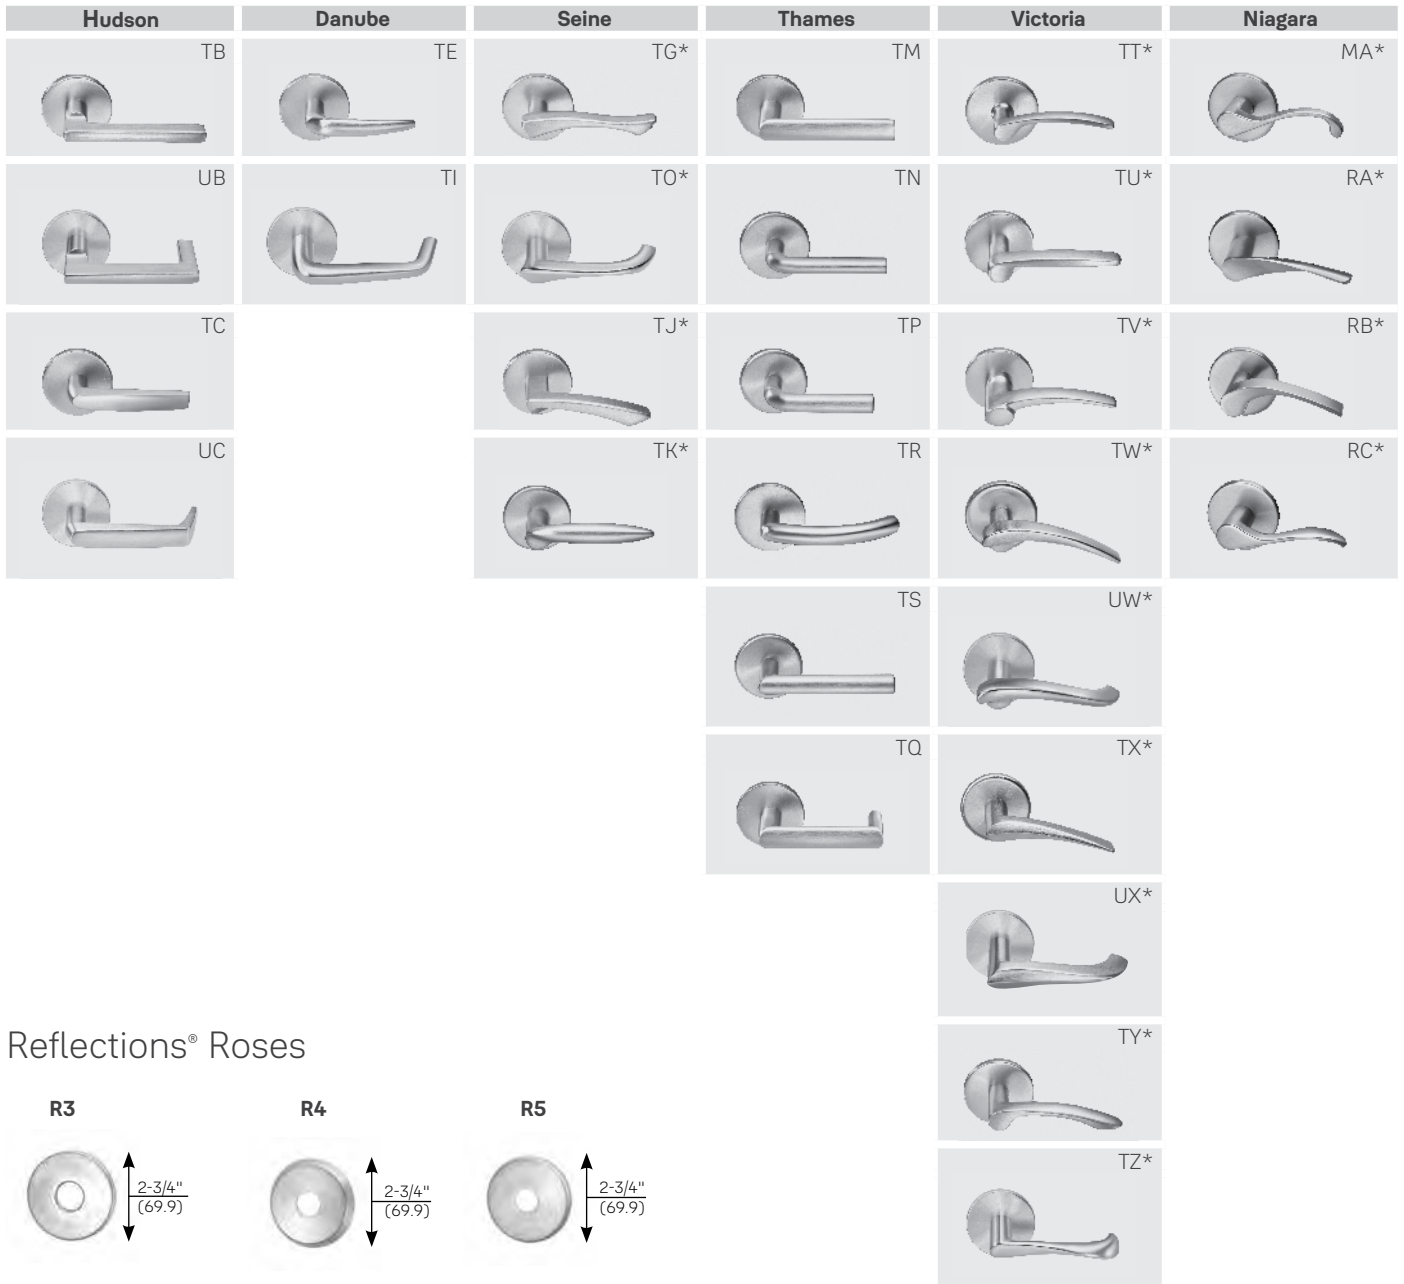 Hudson Danube Seine Thames Victoria Niagara
TB TE TG* TM TT* MA*
UB TI TO* TN TU* RA*
TC TJ* TP TV* RB*
UC TK* TR TW* RC*
TS UW*
TQ TX*
UX*
TY*
TZ*
Reflections® Roses
R3 R4 R5
2-3/4" 2-3/4" 2-3/4"
(69.9) (69.9) (69.9)